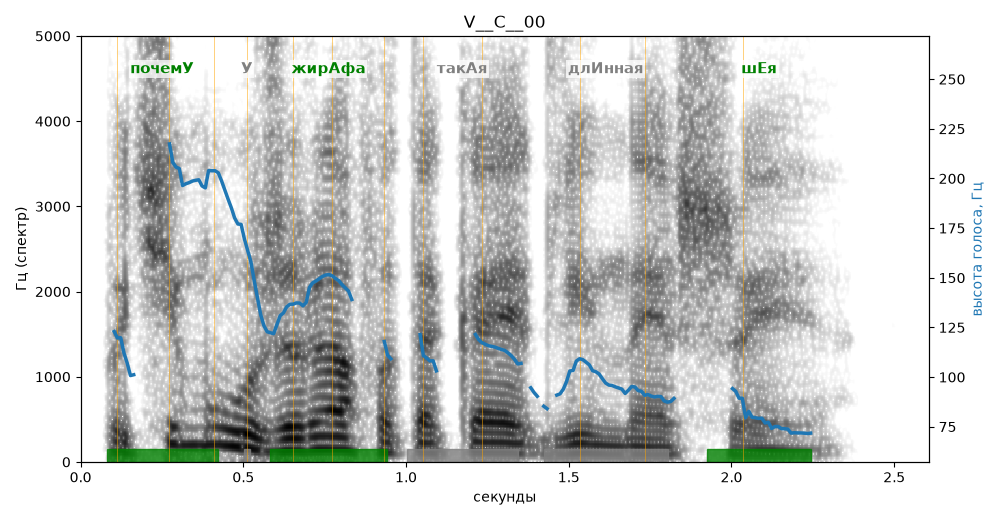 V__C__00
почемУ У жирАфа такАя длИнная шЕя
5000
4000
3000
2000
1000
0
Гц (спектр)
250
225
200
175
150
125
100
75
высота голоса, Гц
0.0 0.5 1.0 1.5 2.0 2.5
секунды